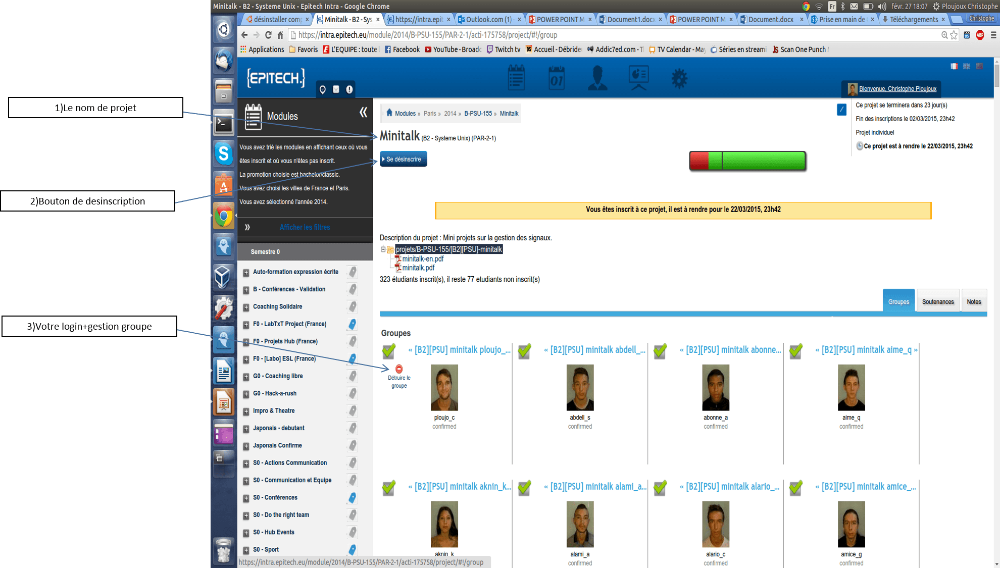 Minitalk - B2 - Systeme Unix - Epitech Intra - Google Chrome
Fr
févr. 27 18:07
Ploujoux Christophe
désinstaller comp
Minitalk - B2 - Sys
https://intra.epit
Outlook.com (1) -
POWER POINT M
Document1.docx
POWER POINT M
Document.docx
Prise en main de
Téléchargements
Christophe
https://intra.epitech.eu/module/2014/B-PSU-155/PAR-2-1/acti-175758/project/#!/group
ABP
Applications
Favoris
L'EQUIPE : toute l
Facebook
YouTube - Broadc
Twitch tv
Accueil - Débride
Addic7ed.com - T
TV Calendar - May
Séries en streami
Scan One Punch
{EPITECH.}
01
Bienvenue, Christophe Ploujoux
1)Le nom de projet
2)Bouton de desinscription
3)Votre login+gestion groupe
Modules
«
Vous avez trié les modules en affichant ceux où vous
êtes inscrit et où vous n'êtes pas inscrit.
La promotion choisie est bachelor/classic.
Vous avez choisi les villes de France et Paris.
Vous avez sélectionné l'année 2014.
» Afficher les filtres
Semestre 0
Auto-formation expression écrite
B - Conférences - Validation
Coaching Solidaire
F0 - LabTxT Project (France)
F0 - Projets Hub (France)
F0 - [Labo] ESL (France)
G0 - Coaching libre
G0 - Hack-a-rush
Impro & Theatre
Japonais - debutant
Japonais Confirme
S0 - Actions Communication
S0 - Communication et Equipe
S0 - Conférences
S0 - Do the right team
S0 - Hub Events
S0 - Sport
https://intra.epitech.eu/module/2014/B-PSU-155/PAR-2-1/acti-175758/project/#!/group
Modules » Paris » 2014 » B-PSU-155 » Minitalk
Ce projet se terminera dans 23 jour(s)
Fin des inscriptions le 02/03/2015, 23h42
Projet individuel
Ce projet est à rendre le 22/03/2015, 23h42
Minitalk (B2 - Systeme Unix) (PAR-2-1)
Se désinscrire
Vous êtes inscrit à ce projet, il est à rendre pour le 22/03/2015, 23h42
Description du projet : Mini projets sur la gestion des signaux.
projets/B-PSU-155/[B2][PSU]-minitalk
minitalk-en.pdf
minitalk.pdf
323 étudiants inscrit(s), il reste 77 etudiants non inscrit(s)
Groupes
Soutenances
Notes
Groupes
« [B2][PSU] minitalk ploujo_...
« [B2][PSU] minitalk abdell_...
« [B2][PSU] minitalk abonne...
« [B2][PSU] minitalk aime_q »
Détruire le
groupe
ploujo_c
confirmed
abdell_s
confirmed
abonne_a
confirmed
aime_q
confirmed
« [B2][PSU] minitalk aknin_k...
« [B2][PSU] minitalk alami_a...
« [B2][PSU] minitalk alario_...
« [B2][PSU] minitalk amice_...
aknin_k
alami_a
confirmed
alario_c
confirmed
amice_g
confirmed